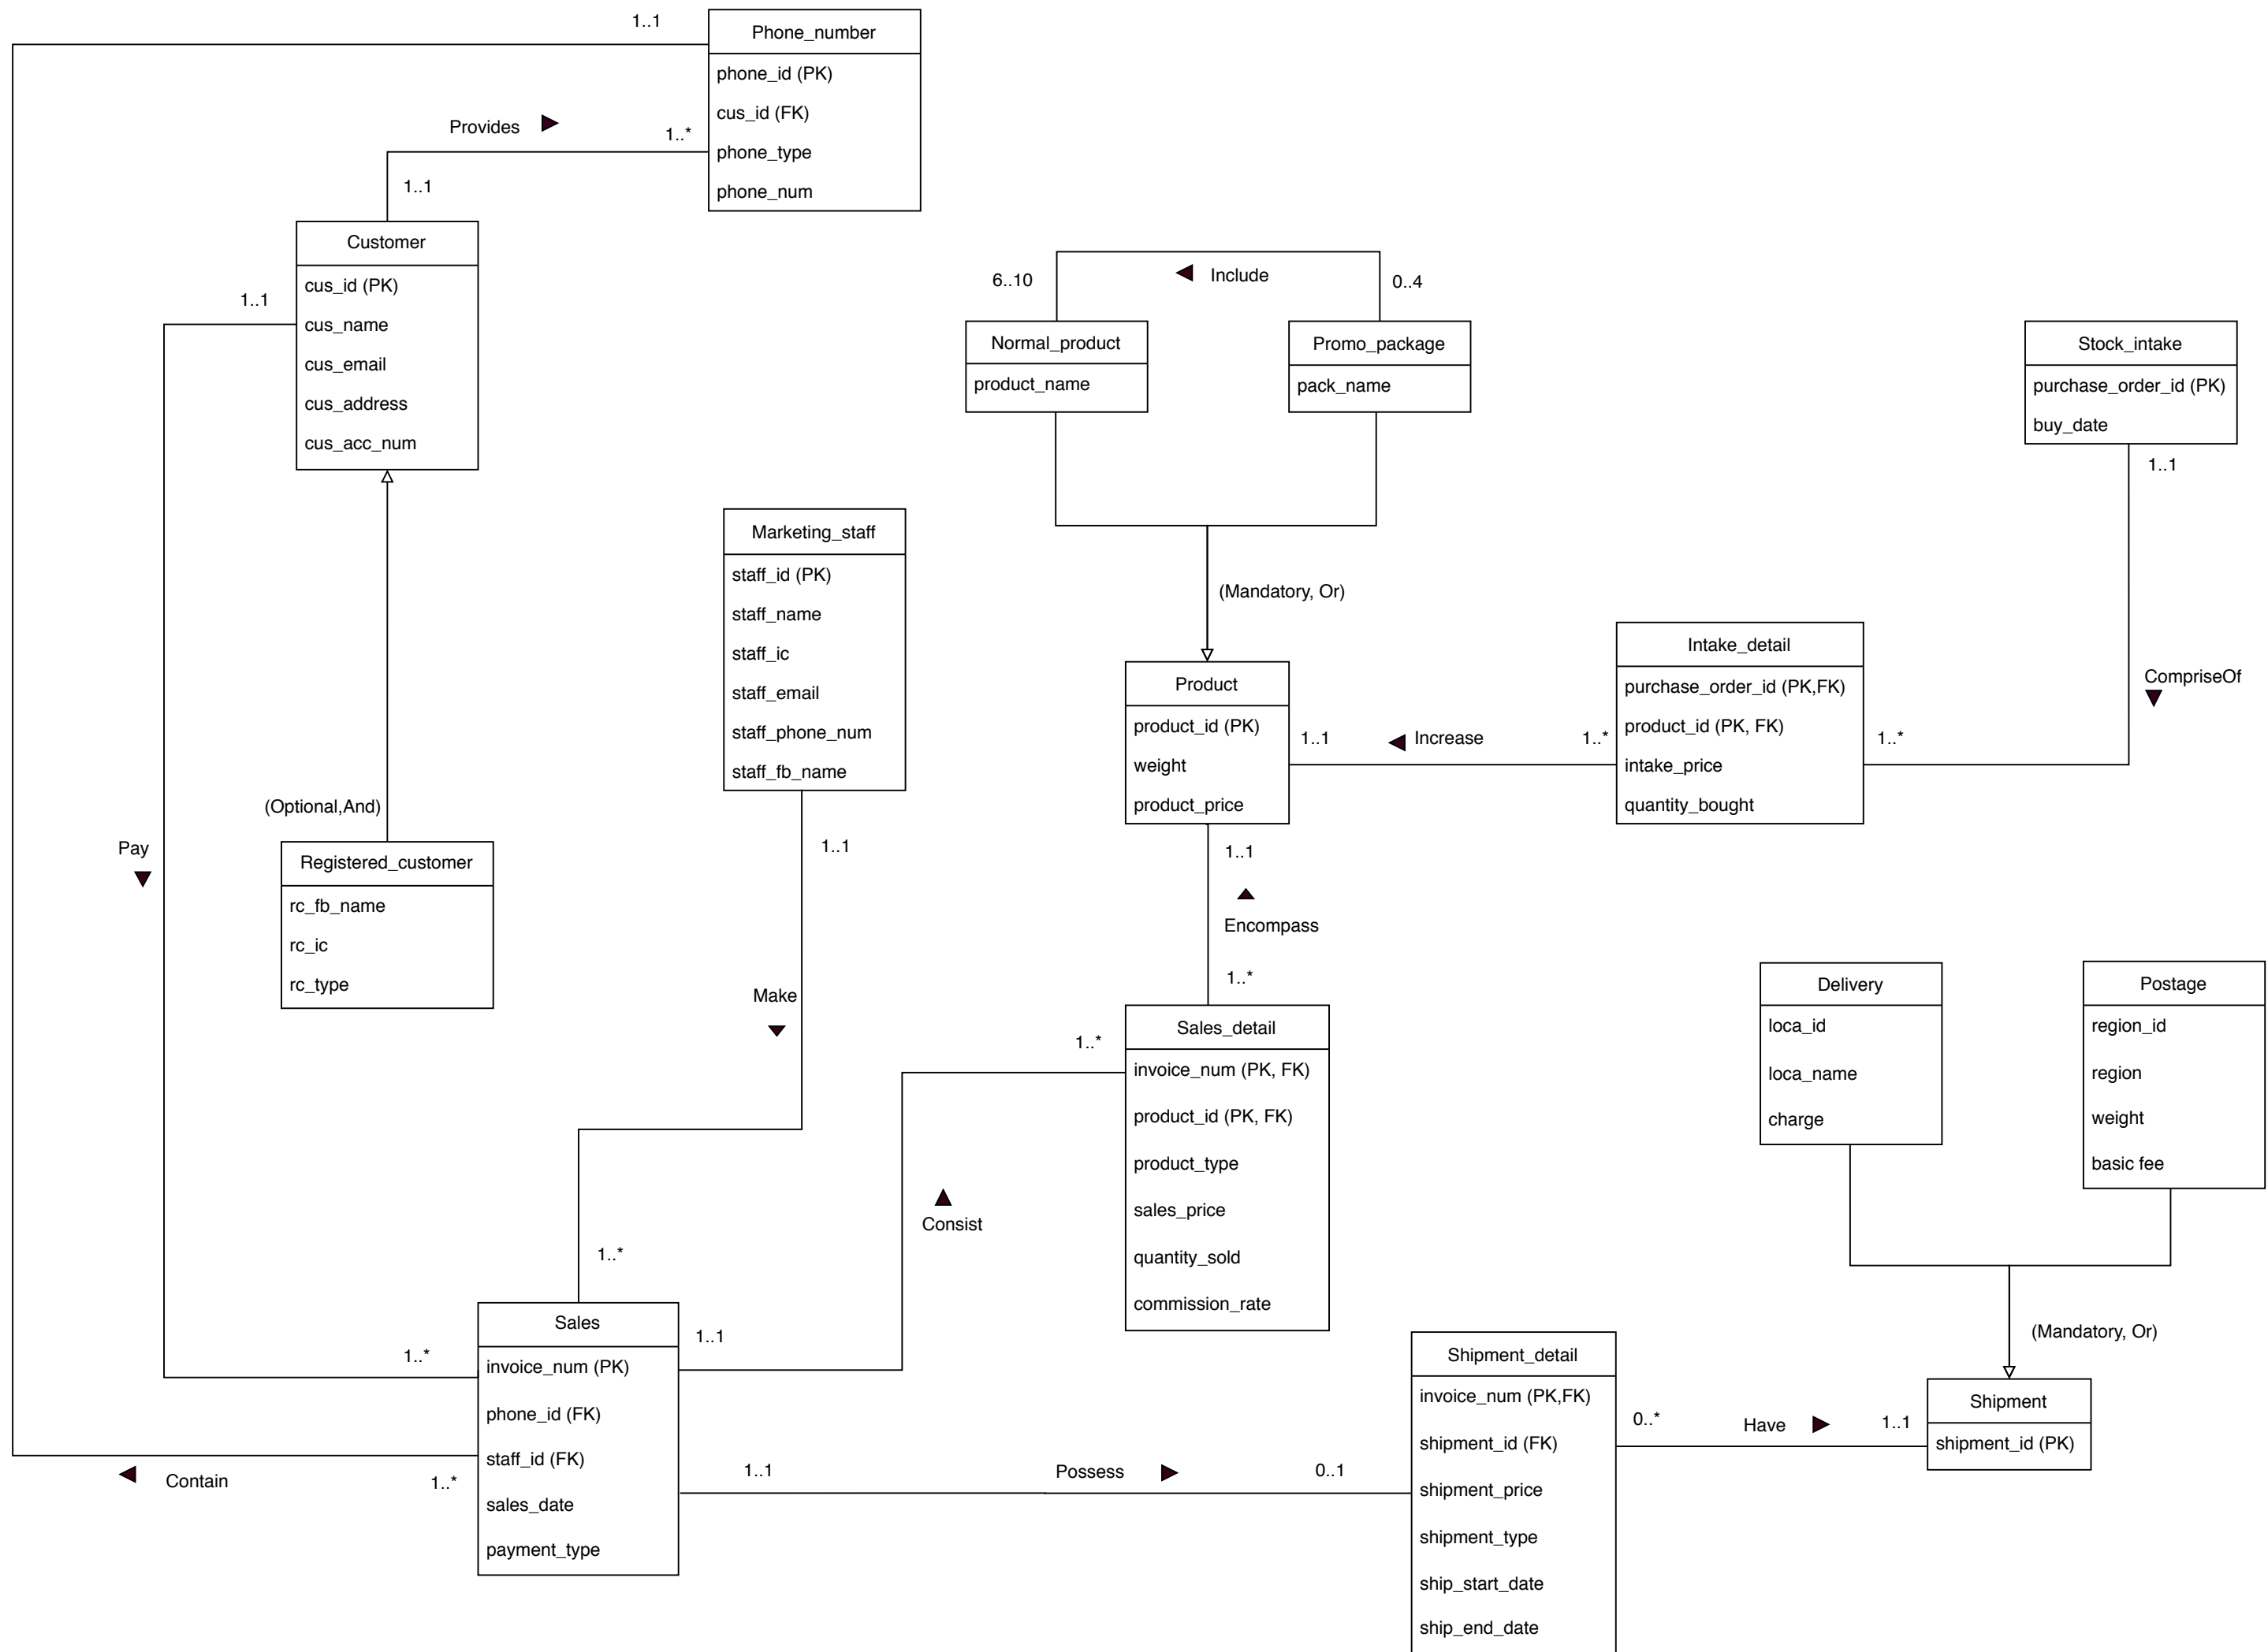 1..1
Phone_number
phone_id (PK)
cus_id (FK)
phone_type
phone_num
Provides
1..*
1..1
Customer
cus_id (PK)
cus_name
cus_email
cus_address
cus_acc_num
1..1
6..10
Include
0..4
Normal_product
product_name
Promo_package
pack_name
Stock_intake
purchase_order_id (PK)
buy_date
1..1
Marketing_staff
staff_id (PK)
staff_name
staff_ic
staff_email
staff_phone_num
staff_fb_name
1..1
(Mandatory, Or)
Product
product_id (PK)
weight
product_price
1..1
Increase
1..*
Intake_detail
purchase_order_id (PK,FK)
product_id (PK, FK)
intake_price
quantity_bought
1..*
CompriseOf
(Optional,And)
Pay
Registered_customer
rc_fb_name
rc_ic
rc_type
1..1
Encompass
1..*
Make
1..*
Sales_detail
invoice_num (PK, FK)
product_id (PK, FK)
product_type
sales_price
quantity_sold
commission_rate
Delivery
loca_id
loca_name
charge
Postage
region_id
region
weight
basic fee
Consist
1..*
Sales
invoice_num (PK)
phone_id (FK)
staff_id (FK)
sales_date
payment_type
1..1
1..*
(Mandatory, Or)
Shipment_detail
invoice_num (PK,FK)
shipment_id (FK)
shipment_price
shipment_type
ship_start_date
ship_end_date
0..*
Have
1..1
Shipment
shipment_id (PK)
Contain
1..*
1..1
Possess
0..1